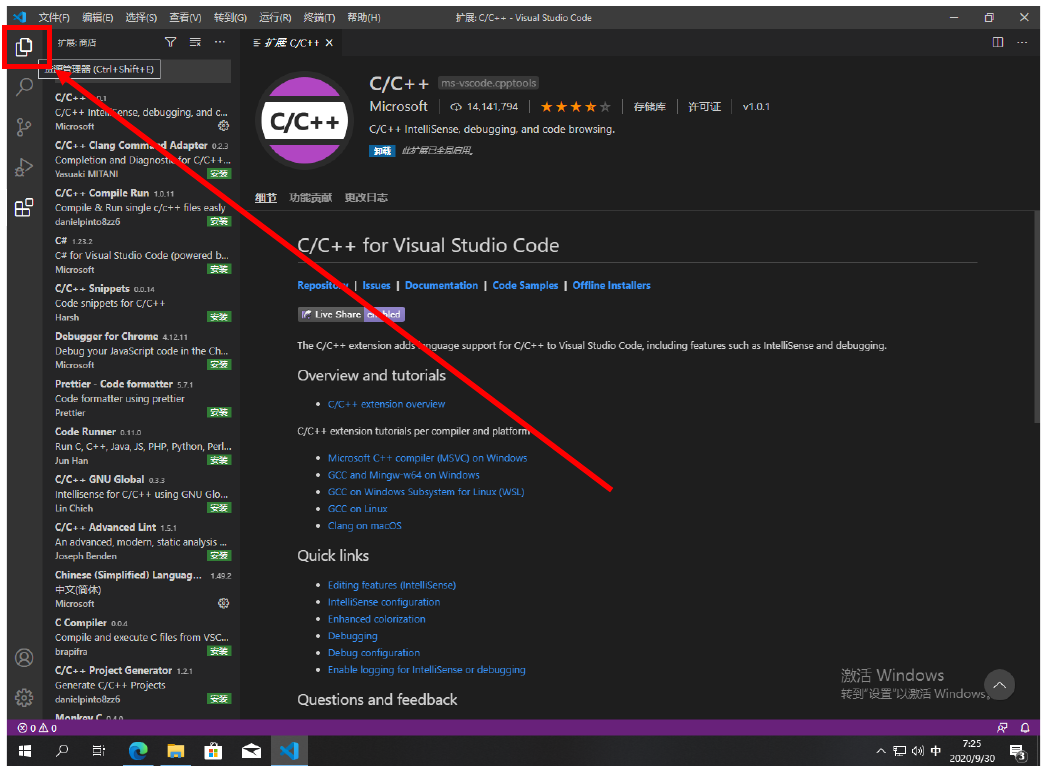 文件(F) 编辑(E) 选择(S) 查看(V) 转到(G) 运行(R) 终端(T) 帮助(H) 扩展: C/C++ - Visual Studio Code
扩展: 商店
扩展: C/C++
资源管理器 (Ctrl+Shift+E)
C/C++
C/C++ IntelliSense, debugging, and c...
Microsoft
C/C++ Clang Command Adapter 0.2.3
Completion and Diagnostic for C/C++...
Yasuaki MITANI 安装
C/C++ Compile Run 1.0.11
Compile & Run single c/c++ files easly
danielpinto8zz6 安装
C# 1.23.2
C# for Visual Studio Code (powered b...
Microsoft 安装
C/C++ Snippets 0.0.14
Code snippets for C/C++
Harsh 安装
Debugger for Chrome 4.12.11
Debug your JavaScript code in the Ch...
Microsoft 安装
Prettier - Code formatter 5.7.1
Code formatter using prettier
Prettier 安装
Code Runner 0.11.0
Run C, C++, Java, JS, PHP, Python, Perl...
Jun Han 安装
C/C++ GNU Global 0.3.3
Intellisense for C/C++ using GNU Glo...
Lin Chieh 安装
C/C++ Advanced Lint 1.5.1
An advanced, modern, static analysis ...
Joseph Benden 安装
Chinese (Simplified) Languag... 1.49.2
中文(简体)
Microsoft
C Compiler 0.0.4
Compile and execute C files from VSC...
brapifra 安装
C/C++ Project Generator 1.2.1
Generate C/C++ Projects
danielpinto8zz6 安装
Monkey C 0.4.0
C/C++
C/C++ ms-vscode.cpptools
Microsoft 14,141,794 存储库 许可证 v1.0.1
C/C++ IntelliSense, debugging, and code browsing.
卸载 此扩展已全局启用。
细节 功能贡献 更改日志
C/C++ for Visual Studio Code
Repository | Issues | Documentation | Code Samples | Offline Installers
Live Share enabled
The C/C++ extension adds language support for C/C++ to Visual Studio Code, including features such as IntelliSense and debugging.
Overview and tutorials
C/C++ extension overview
C/C++ extension tutorials per compiler and platform
Microsoft C++ compiler (MSVC) on Windows
GCC and Mingw-w64 on Windows
GCC on Windows Subsystem for Linux (WSL)
GCC on Linux
Clang on macOS
Quick links
Editing features (IntelliSense)
IntelliSense configuration
Enhanced colorization
Debugging
Debug configuration
Enable logging for IntelliSense or debugging
Questions and feedback
激活 Windows
转到"设置"以激活 Windows。
0 0
中 7:25
2020/9/30
3